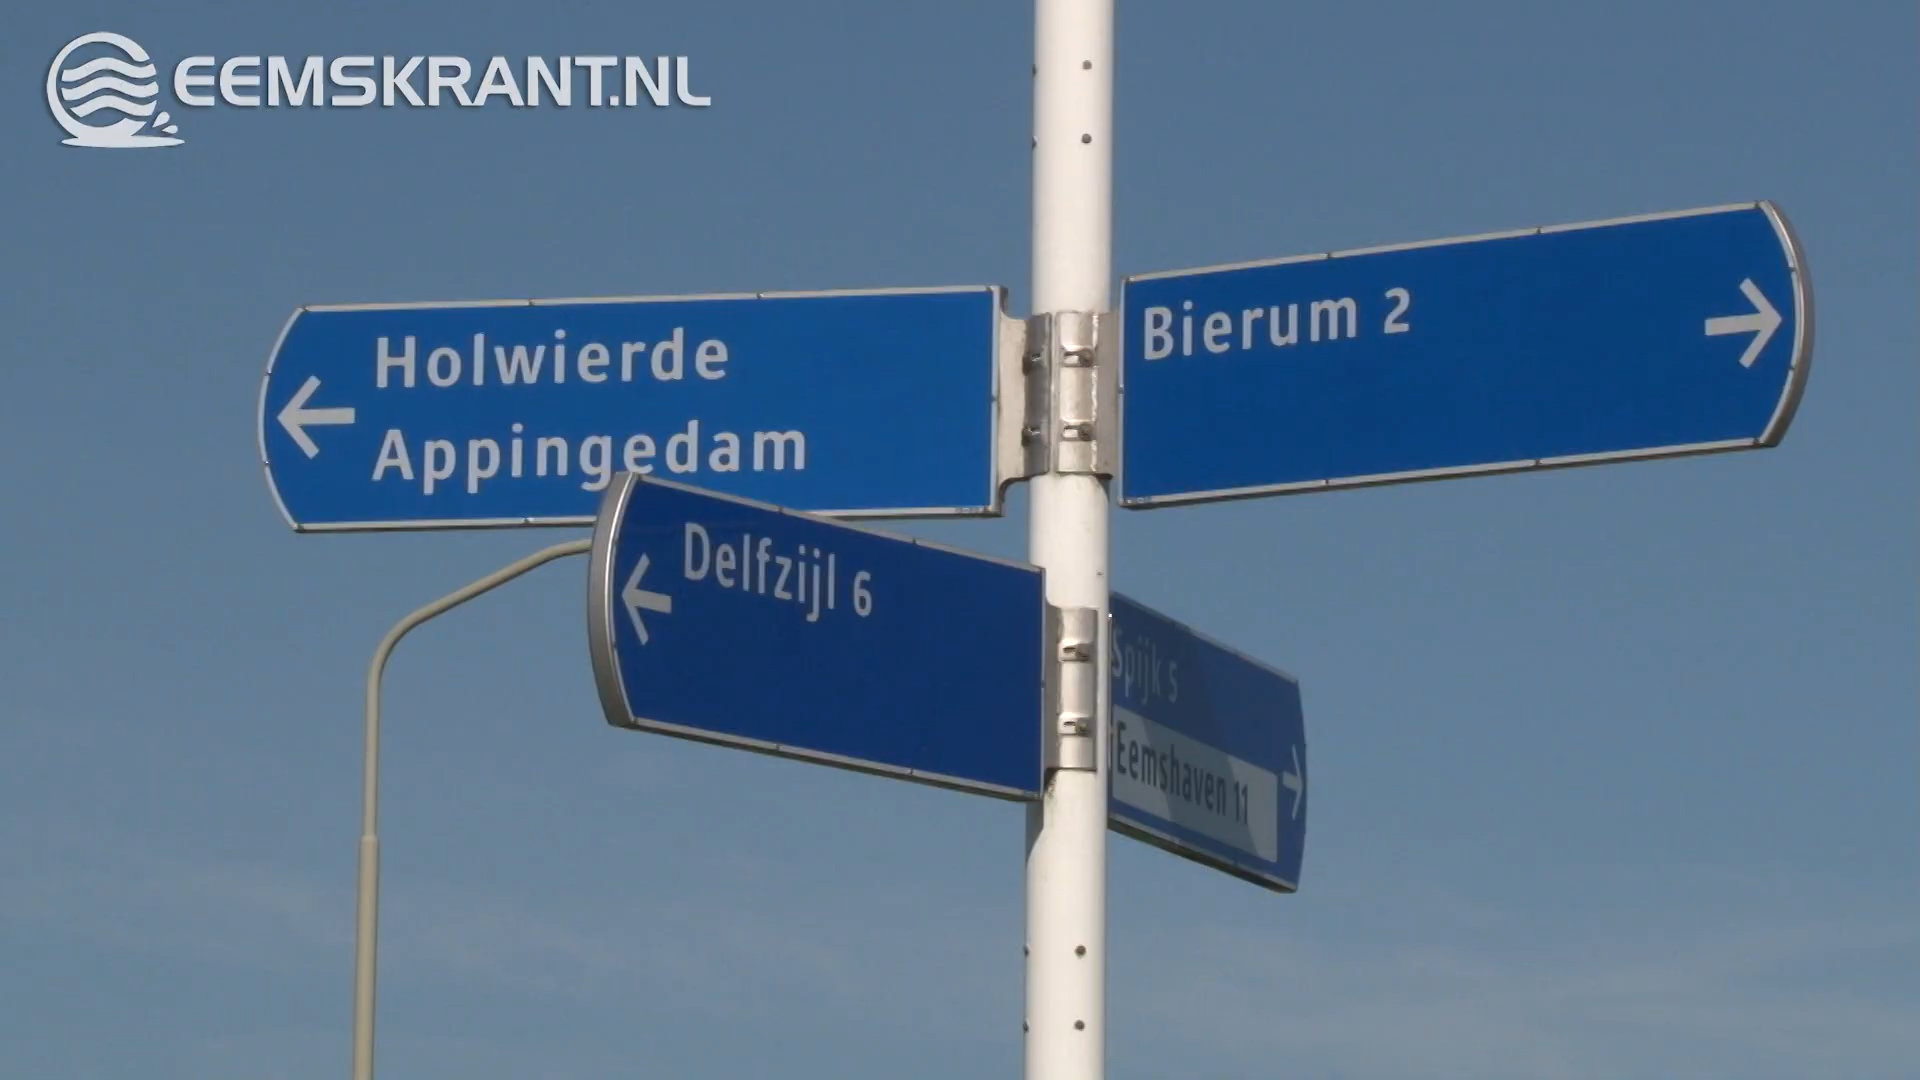 EEMSKRANT.NL
Holwierde
Appingedam
Bierum 2
Delfzijl 6
Spijk 5
Eemshaven 11